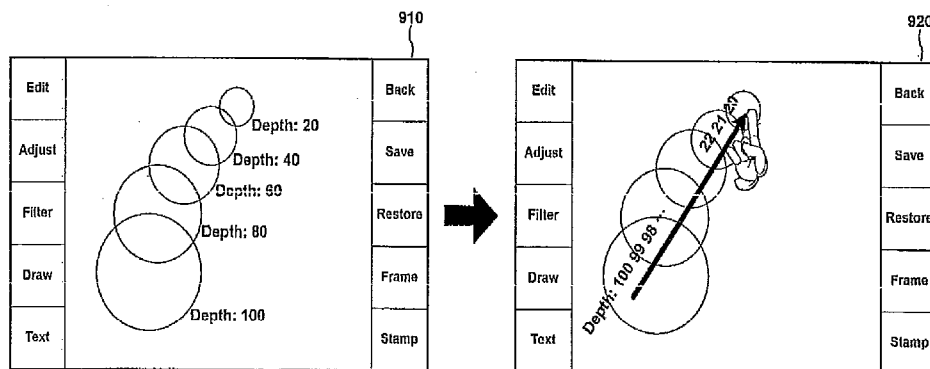 910
Edit
Adjust
Filter
Draw
Text
Depth: 20
Depth: 40
Depth: 60
Depth: 80
Depth: 100
Back
Save
Restore
Frame
Stamp
920
Edit
Adjust
Filter
Draw
Text
Depth: 100 99 98 ...
22 21 20
Back
Save
Restore
Frame
Stamp